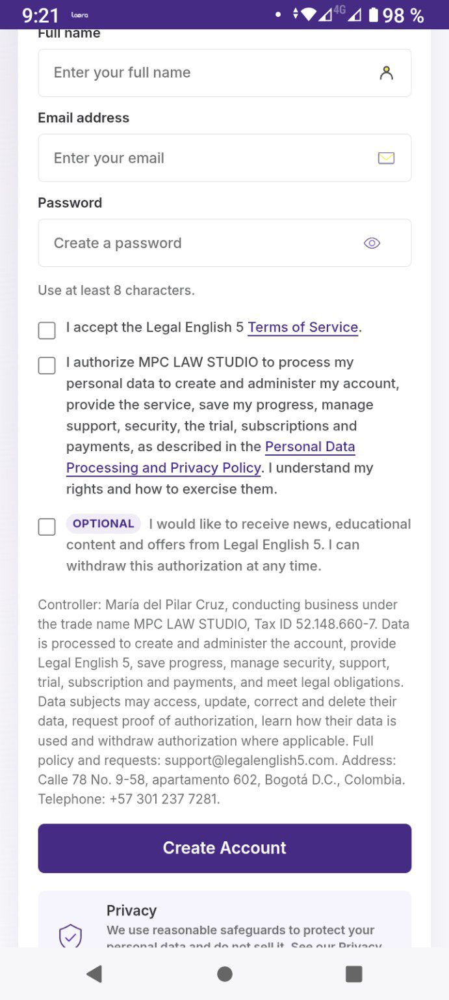 9:21 loora 4G 98 %
Full name
Enter your full name
Email address
Enter your email
Password
Create a password
Use at least 8 characters.
I accept the Legal English 5 Terms of Service.
I authorize MPC LAW STUDIO to process my
personal data to create and administer my account,
provide the service, save my progress, manage
support, security, the trial, subscriptions and
payments, as described in the Personal Data
Processing and Privacy Policy. I understand my
rights and how to exercise them.
OPTIONAL I would like to receive news, educational
content and offers from Legal English 5. I can
withdraw this authorization at any time.
Controller: María del Pilar Cruz, conducting business under
the trade name MPC LAW STUDIO, Tax ID 52.148.660-7. Data
is processed to create and administer the account, provide
Legal English 5, save progress, manage security, support,
trial, subscription and payments, and meet legal obligations.
Data subjects may access, update, correct and delete their
data, request proof of authorization, learn how their data is
used and withdraw authorization where applicable. Full
policy and requests: support@legalenglish5.com. Address:
Calle 78 No. 9-58, apartamento 602, Bogotá D.C., Colombia.
Telephone: +57 301 237 7281.
Create Account
Privacy
We use reasonable safeguards to protect your
personal data and do not sell it. See our Privacy